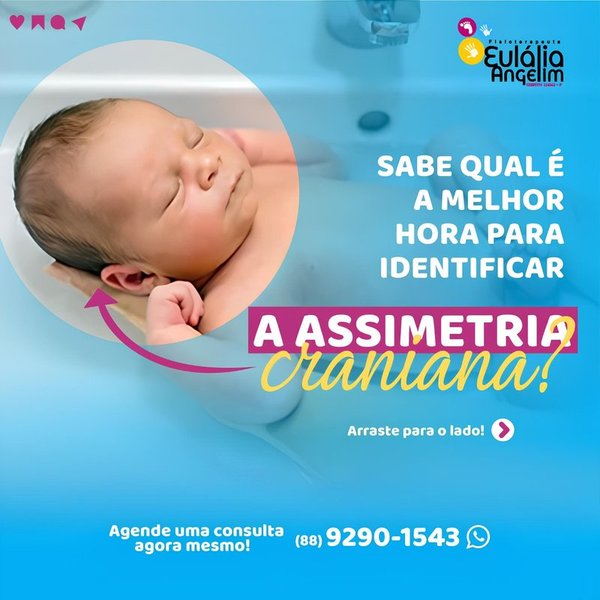 Fisioterapeuta
Eulália
Angelim
SABE QUAL É
A MELHOR
HORA PARA
IDENTIFICAR
A ASSIMETRIA
craniana?
Arraste para o lado!
Agende uma consulta
agora mesmo!
(88) 9290-1543